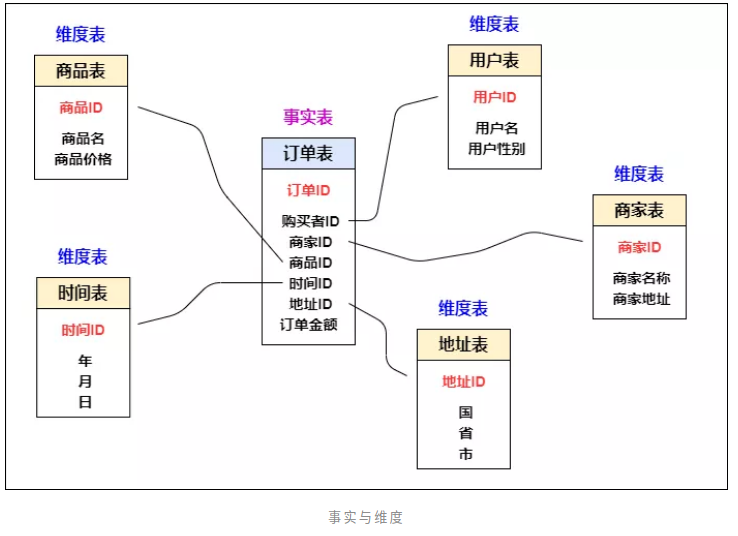 维度表
商品表
商品ID
商品名
商品价格
维度表
用户表
用户ID
用户名
用户性别
事实表
订单表
订单ID
购买者ID
商家ID
商品ID
时间ID
地址ID
订单金额
维度表
商家表
商家ID
商家名称
商家地址
维度表
时间表
时间ID
年
月
日
维度表
地址表
地址ID
国
省
市
事实与维度